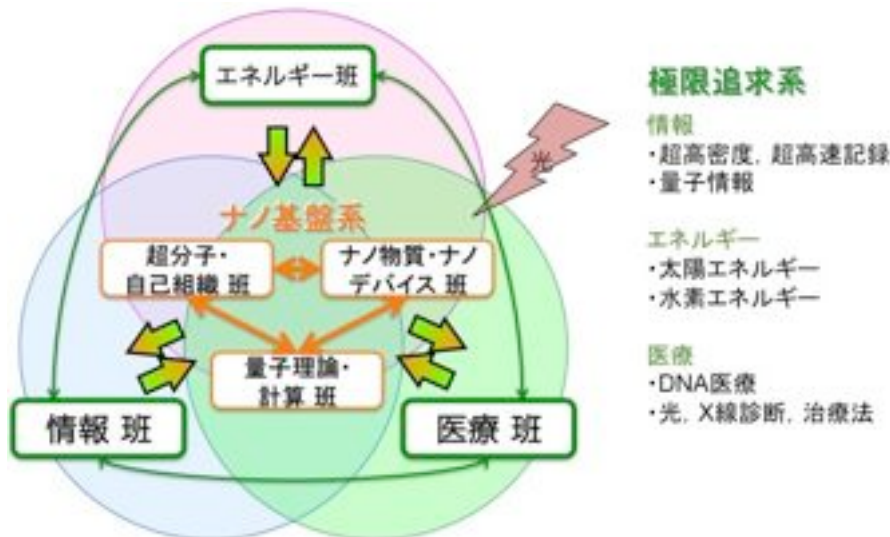 エネルギー班
光
ナノ基盤系
超分子・
自己組織 班
ナノ物質・ナノ
デバイス 班
量子理論・
計算 班
情報 班
医療 班
極限追求系
情報
・超高密度, 超高速記録
・量子情報
エネルギー
・太陽エネルギー
・水素エネルギー
医療
・DNA医療
・光, X線診断, 治療法